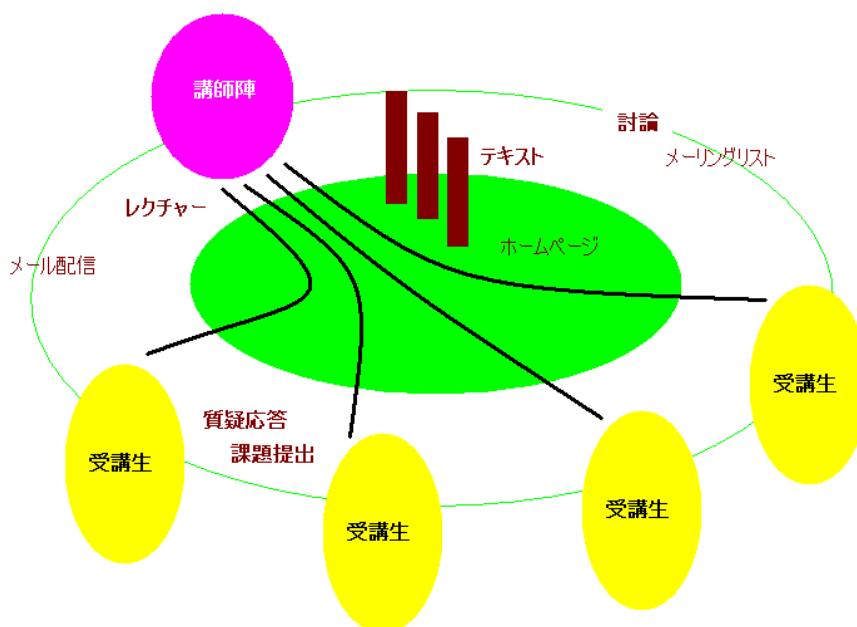 講師陣
討論
メーリングリスト
テキスト
レクチャー
ホームページ
メール配信
受講生
質疑応答
課題提出
受講生
受講生
受講生